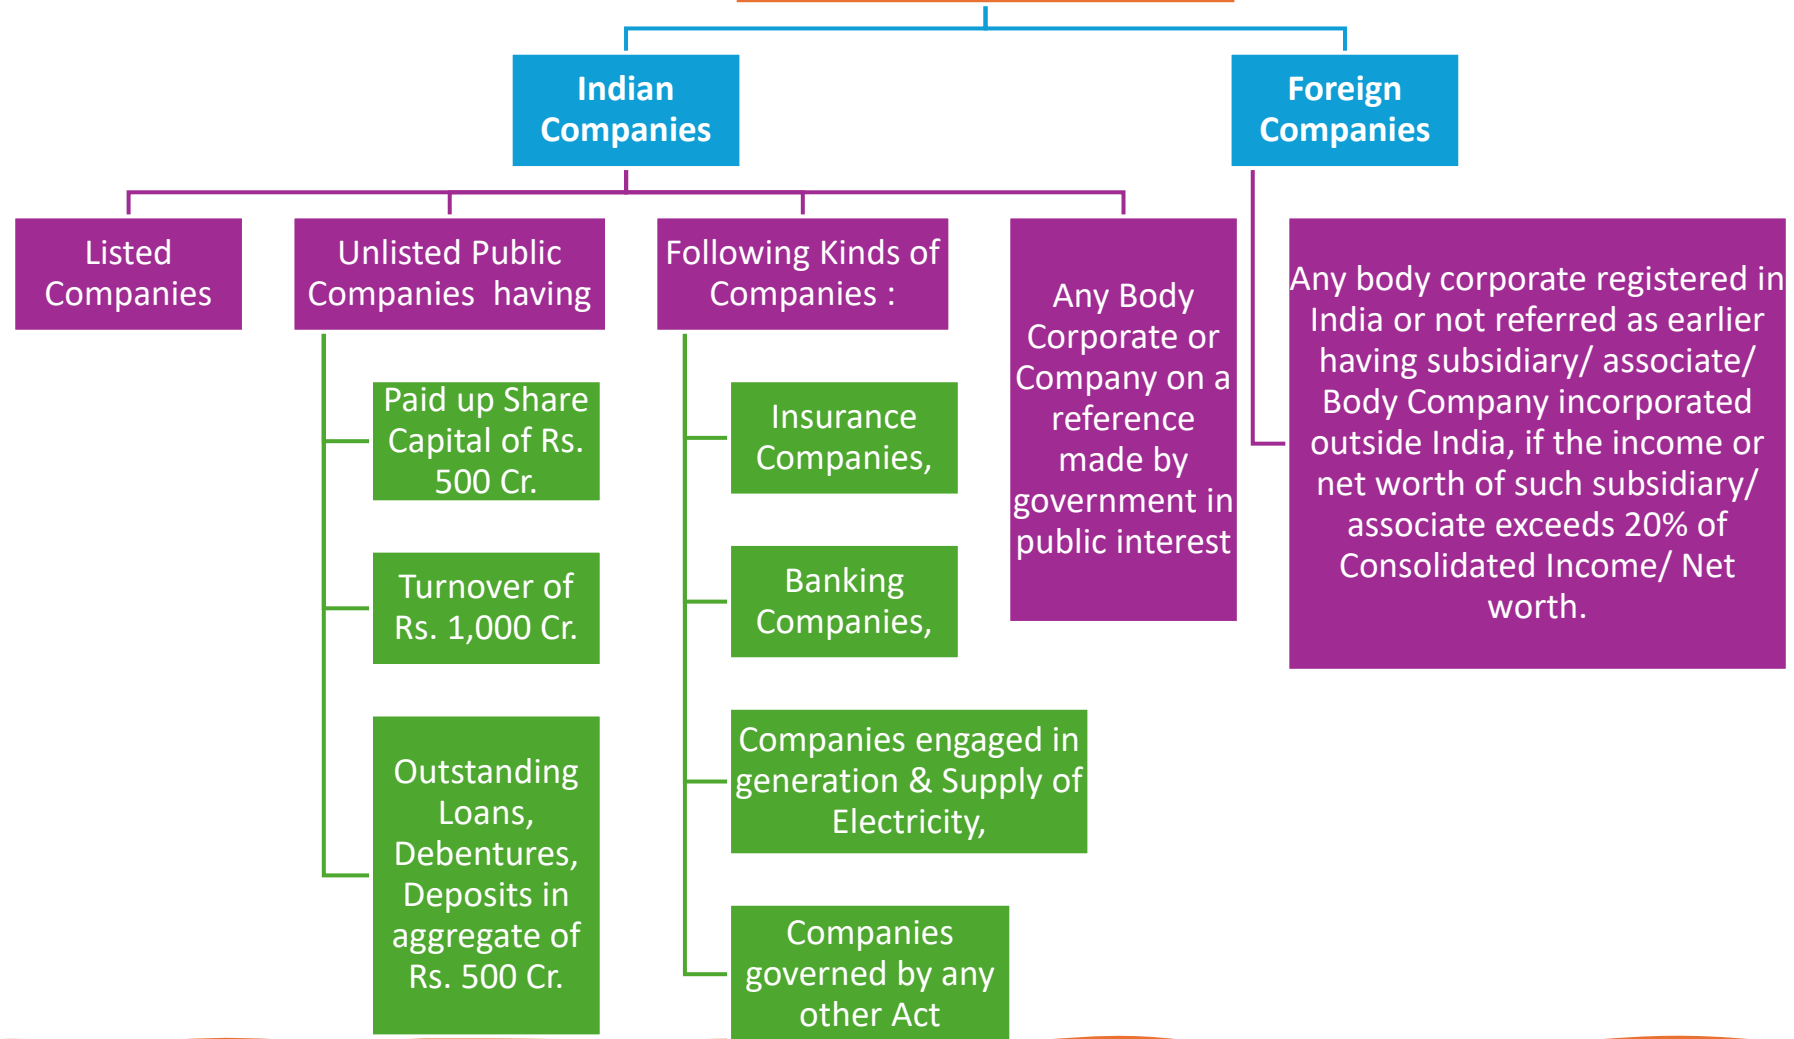 Indian
Companies
Foreign
Companies
Listed
Companies
Unlisted Public
Companies  having
Paid up Share
Capital of Rs.
500 Cr.
Turnover of
Rs. 1,000 Cr.
Outstanding
Loans,
Debentures,
Deposits in
aggregate of
Rs. 500 Cr.
Following Kinds of
Companies :
Insurance
Companies,
Banking
Companies,
Companies engaged in
generation & Supply of
Electricity,
Companies
governed by any
other Act
Any Body
Corporate or
Company on a
reference
made by
government in
public interest
Any body corporate registered in
India or not referred as earlier
having subsidiary/ associate/
Body Company incorporated
outside India, if the income or
net worth of such subsidiary/
associate exceeds 20% of
Consolidated Income/ Net
worth.